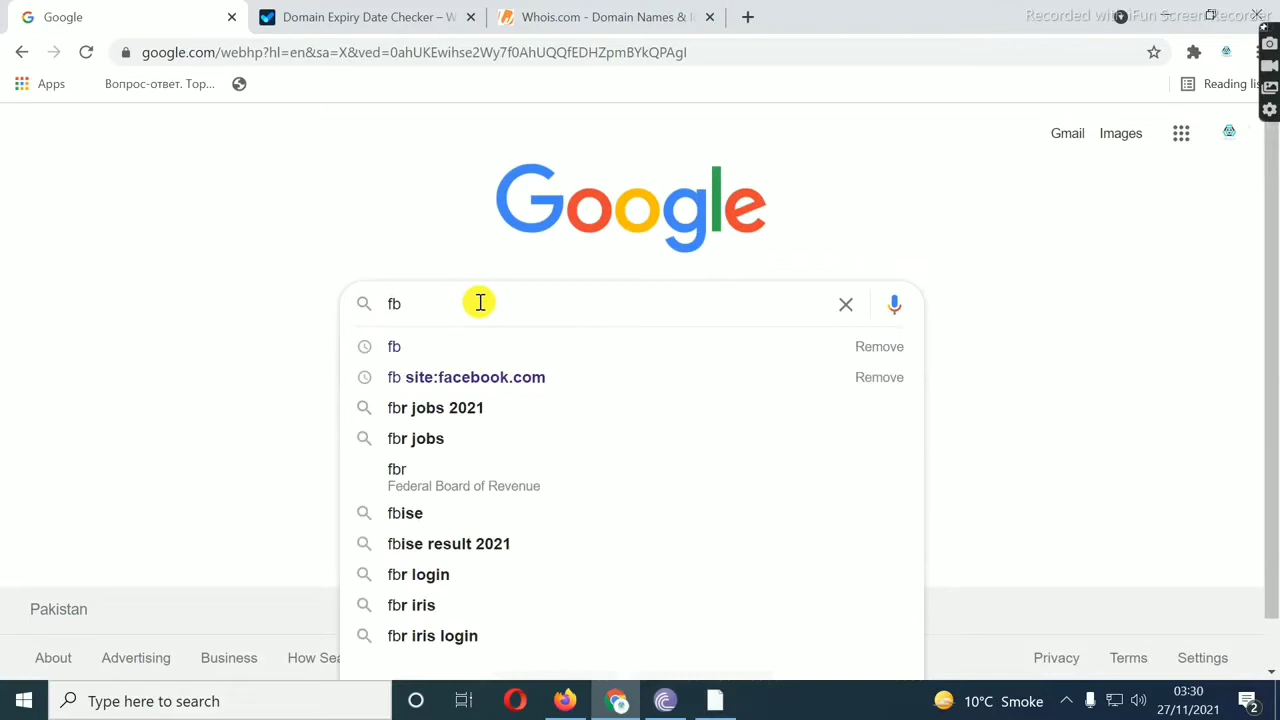 Google
Domain Expiry Date Checker – W
Whois.com - Domain Names &
Recorded with iFun Screen Recorder
google.com/webhp?hl=en&sa=X&ved=0ahUKEwihse2Wy7f0AhUQQfEDHZpmBYkQPAgI
Apps
Вопрос-ответ. Тор...
Reading lis
Gmail
Images
Google
fb
fb
Remove
fb site:facebook.com
Remove
fbr jobs 2021
fbr jobs
fbr
Federal Board of Revenue
fbise
fbise result 2021
fbr login
fbr iris
fbr iris login
Pakistan
About
Advertising
Business
How Sea
Privacy
Terms
Settings
Type here to search
10°C Smoke
03:30
27/11/2021
2